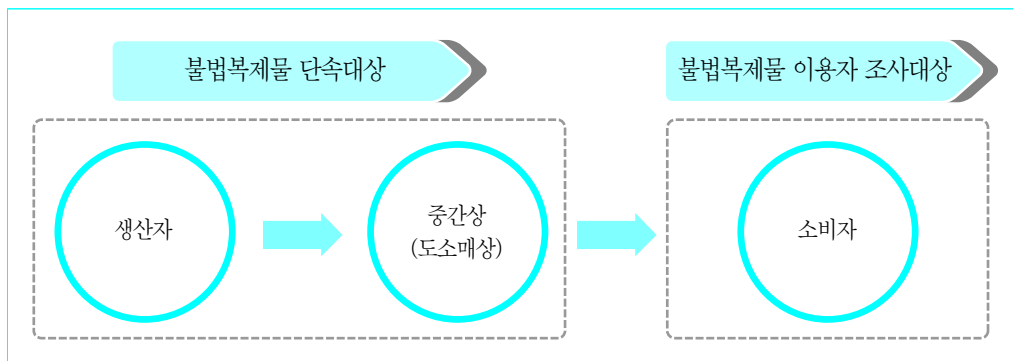 불법복제물 단속대상
불법복제물 이용자 조사대상
생산자
중간상
(도소매상)
소비자